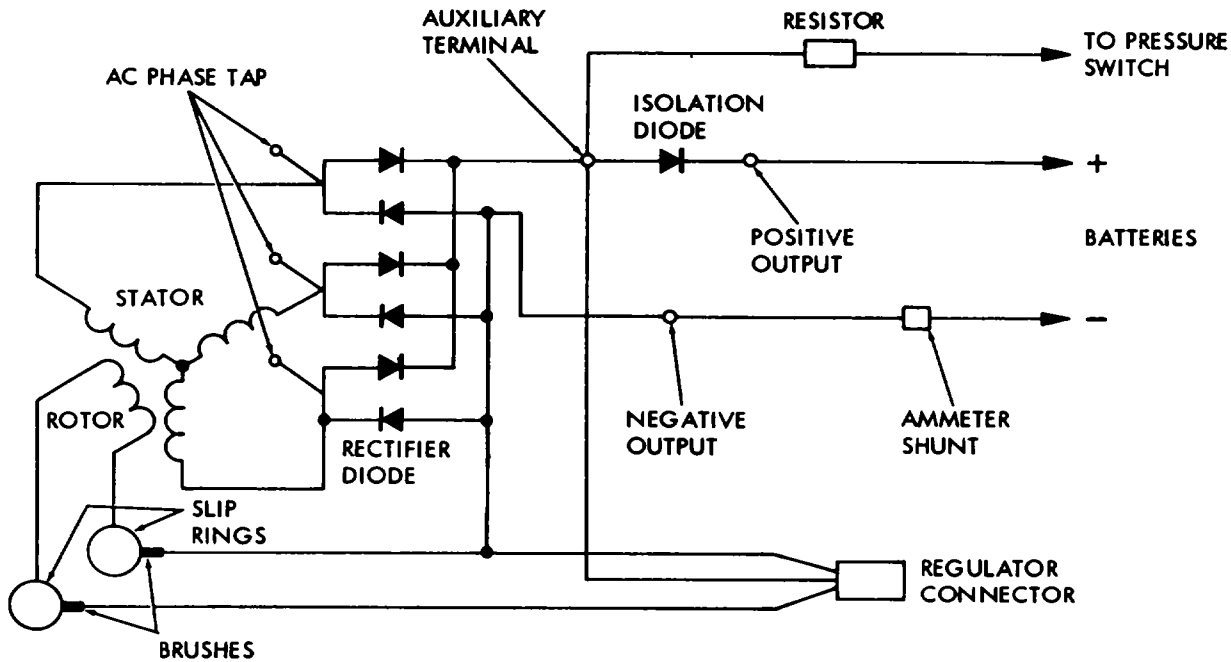 AUXILIARY
TERMINAL
RESISTOR
TO PRESSURE
SWITCH
AC PHASE TAP
ISOLATION
DIODE
+
POSITIVE
OUTPUT
BATTERIES
STATOR
−
ROTOR
RECTIFIER
DIODE
NEGATIVE
OUTPUT
AMMETER
SHUNT
SLIP
RINGS
REGULATOR
CONNECTOR
BRUSHES